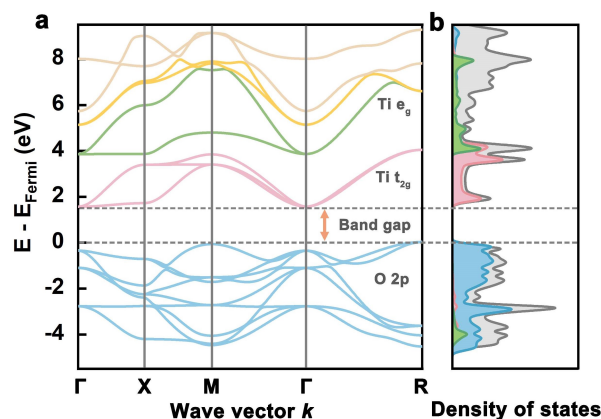 a
b
E - E_Fermi (eV)
8
6
4
2
0
-2
-4
Ti e_g
Ti t_2g
Band gap
O 2p
Γ X M Γ R
Wave vector k
Density of states